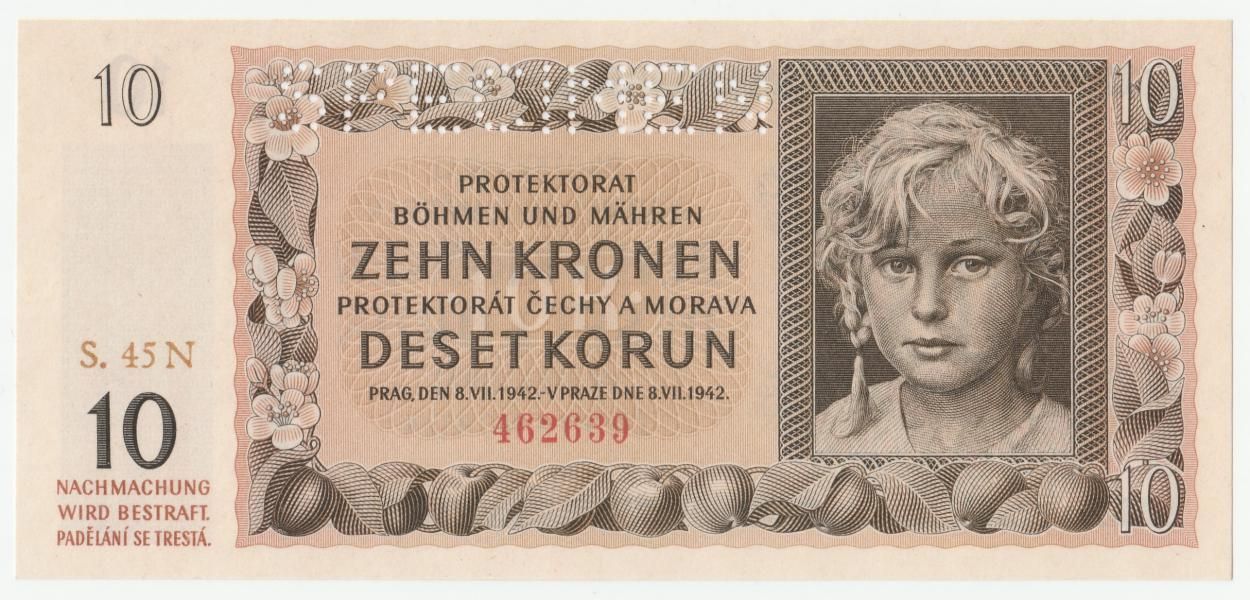 10
10
PROTEKTORAT
BÖHMEN UND MÄHREN
ZEHN KRONEN
PROTEKTORÁT ČECHY A MORAVA
DESET KORUN
PRAG, DEN 8.VII.1942.-V PRAZE DNE 8.VII.1942.
462639
S. 45 N
10
NACHMACHUNG
WIRD BESTRAFT.
PADĚLÁNÍ SE TRESTÁ.
10